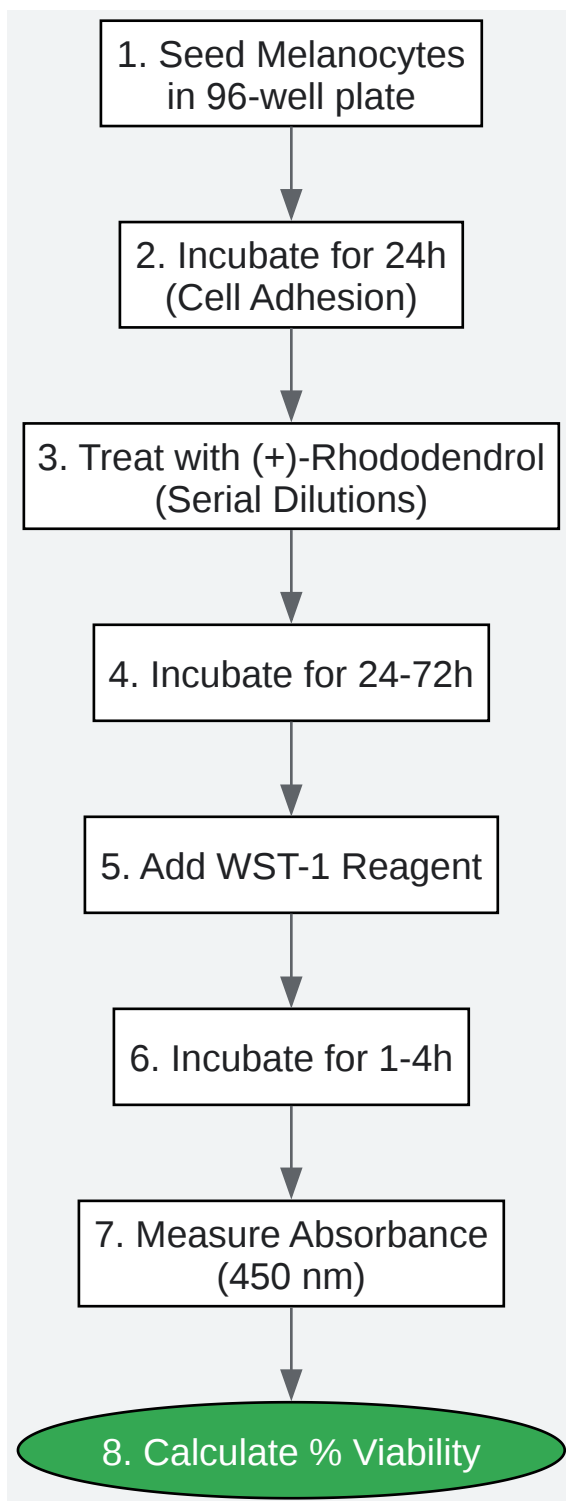 1. Seed Melanocytes
in 96-well plate
2. Incubate for 24h
(Cell Adhesion)
3. Treat with (+)-Rhododendrol
(Serial Dilutions)
4. Incubate for 24-72h
5. Add WST-1 Reagent
6. Incubate for 1-4h
7. Measure Absorbance
(450 nm)
8. Calculate % Viability